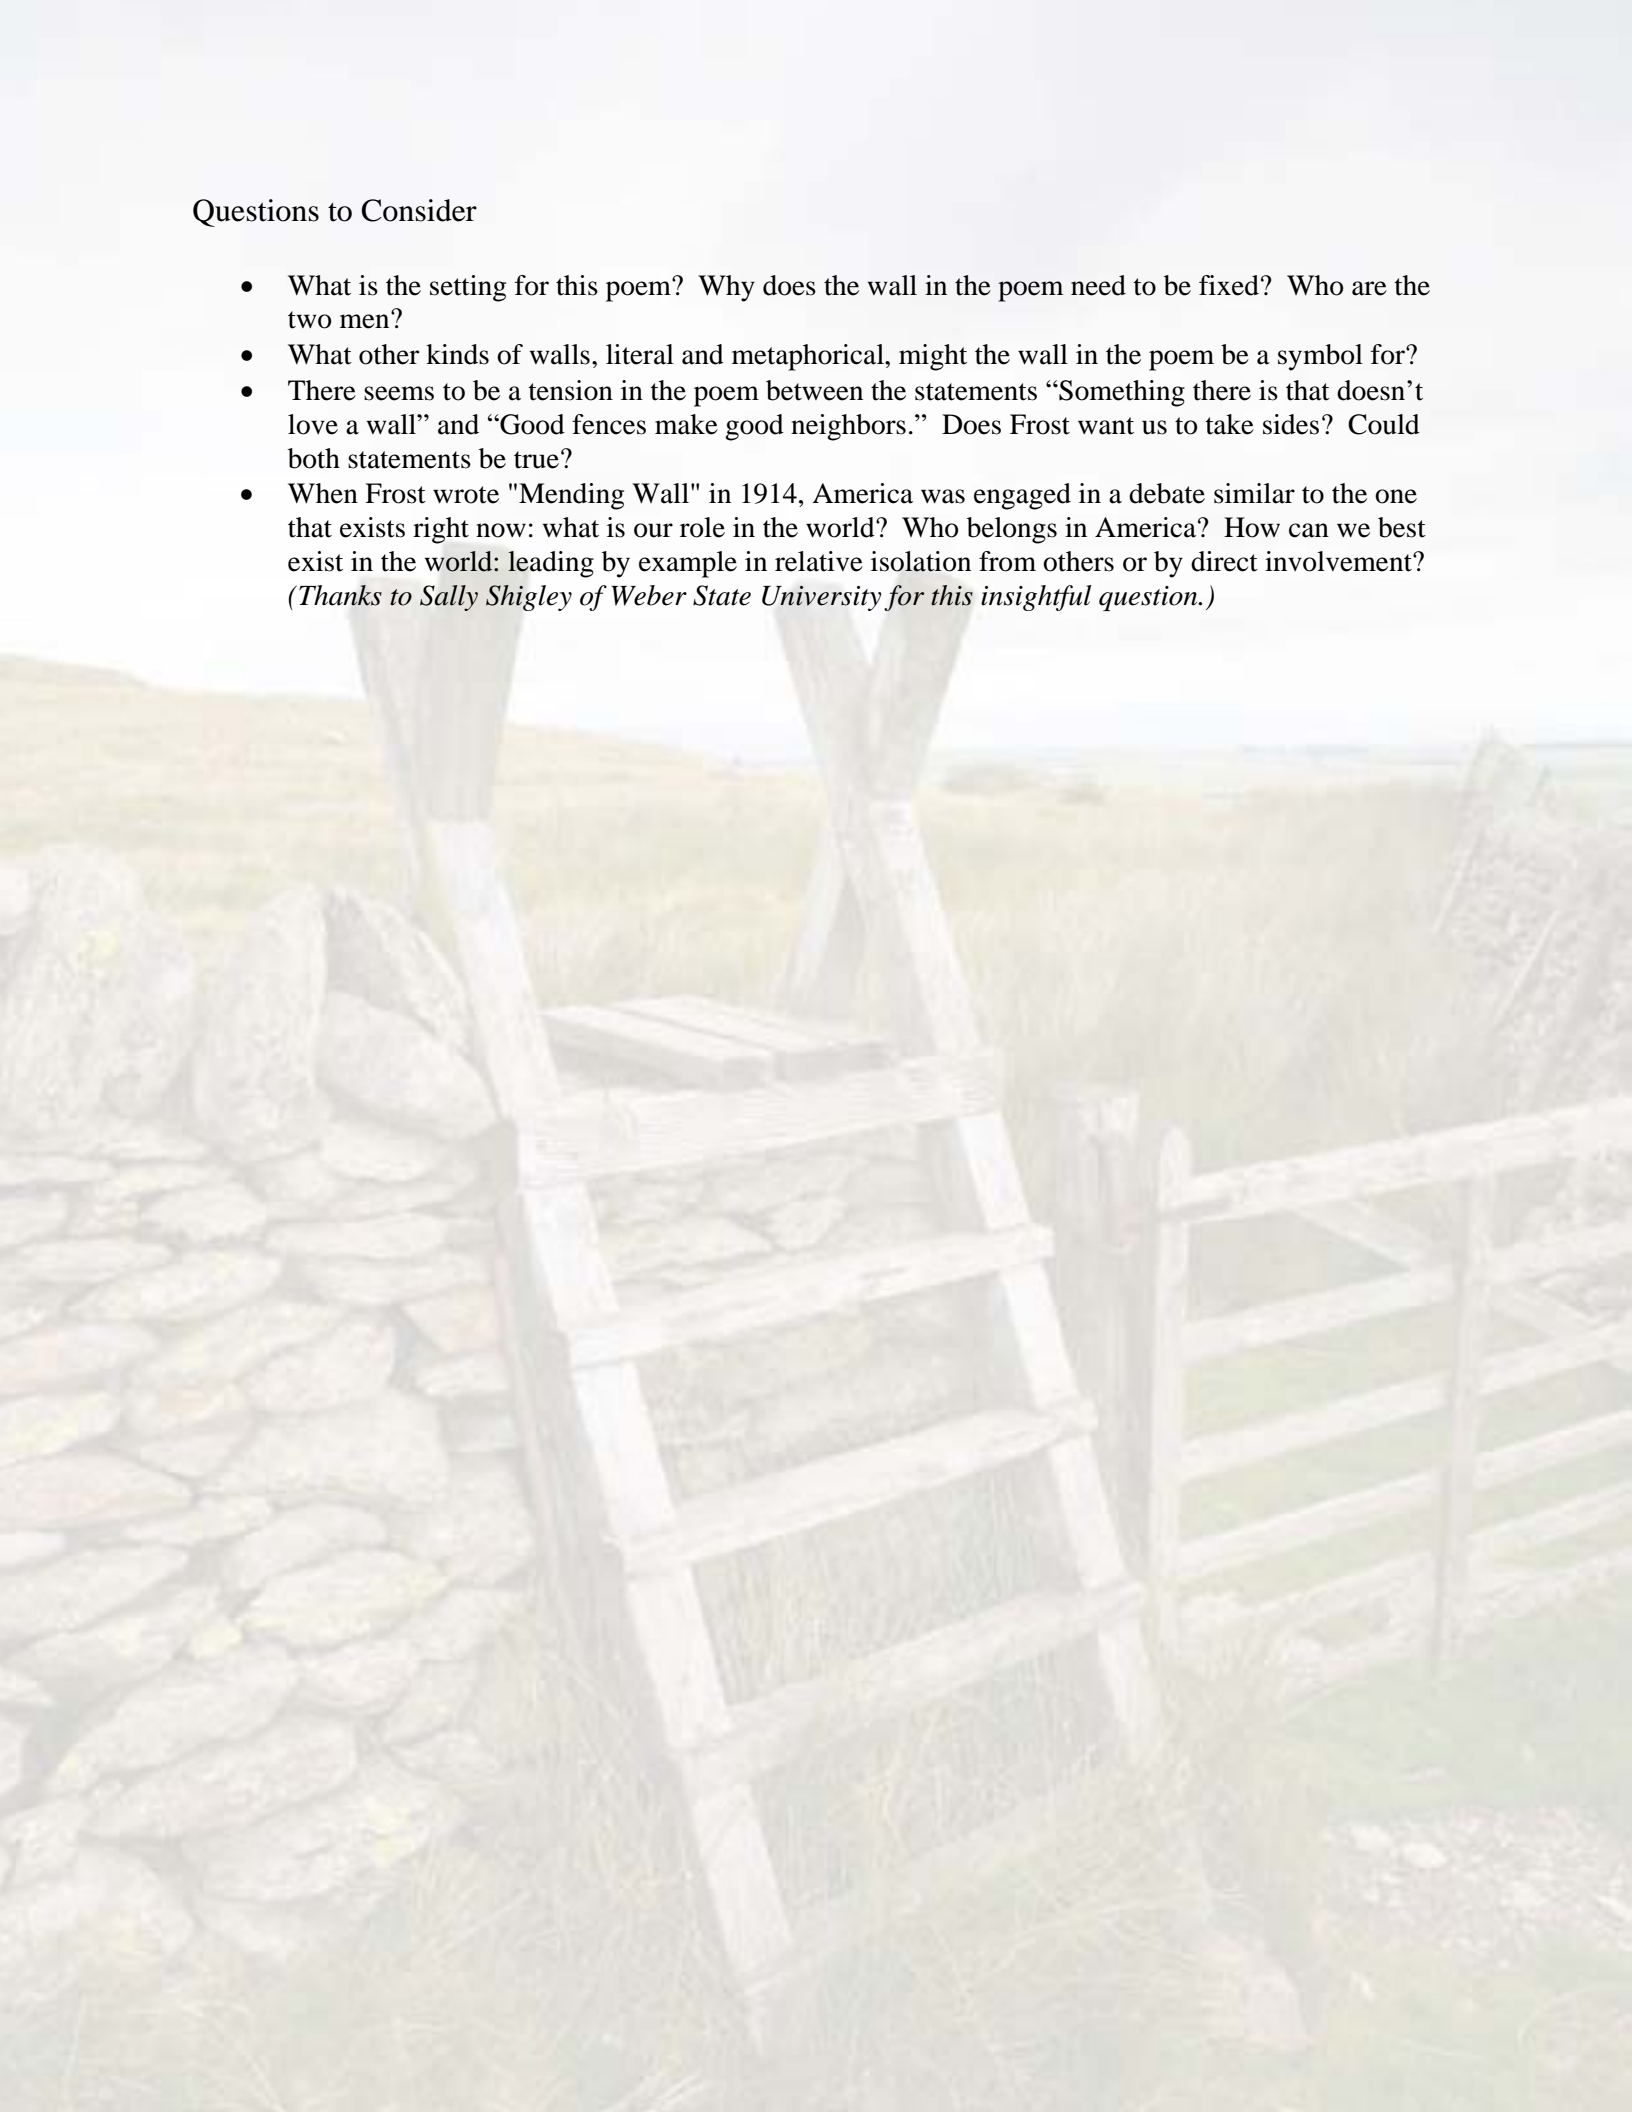 Questions to Consider
• What is the setting for this poem?  Why does the wall in the poem need to be fixed?  Who are the
two men?
• What other kinds of walls, literal and metaphorical, might the wall in the poem be a symbol for?
• There seems to be a tension in the poem between the statements “Something there is that doesn’t
love a wall” and “Good fences make good neighbors.”  Does Frost want us to take sides?  Could
both statements be true?
• When Frost wrote "Mending Wall" in 1914, America was engaged in a debate similar to the one
that exists right now: what is our role in the world?  Who belongs in America?  How can we best
exist in the world: leading by example in relative isolation from others or by direct involvement?
(Thanks to Sally Shigley of Weber State University for this insightful question.)